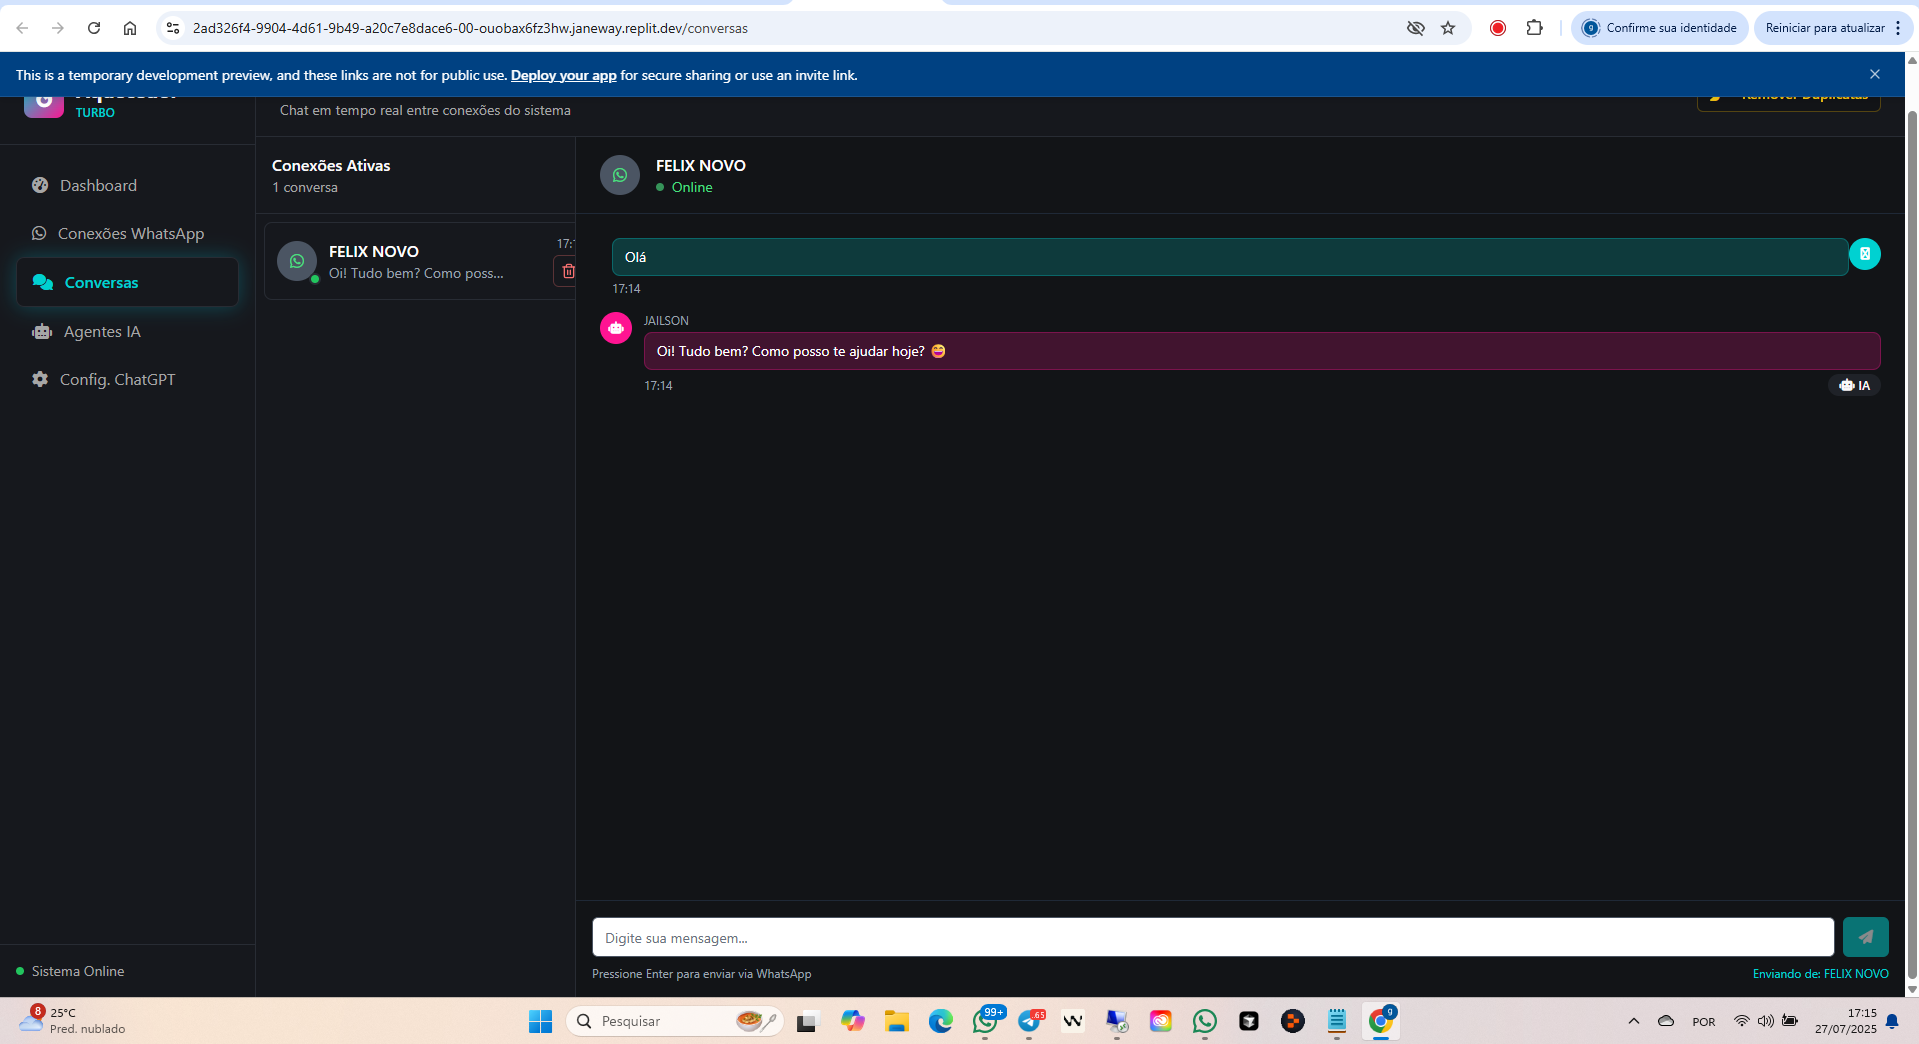 2ad326f4-9904-4d61-9b49-a20c7e8dace6-00-ouobax6fz3hw.janeway.replit.dev/conversas
9
Confirme sua identidade
Reiniciar para atualizar
This is a temporary development preview, and these links are not for public use. Deploy your app for secure sharing or use an invite link.
TURBO
Chat em tempo real entre conexões do sistema
Remover Duplicatas
Dashboard
Conexões WhatsApp
Conversas
Agentes IA
Config. ChatGPT
Sistema Online
Conexões Ativas
1 conversa
FELIX NOVO
17:1
Oi! Tudo bem? Como poss...
FELIX NOVO
Online
Olá
17:14
JAILSON
Oi! Tudo bem? Como posso te ajudar hoje? 😄
17:14
IA
Digite sua mensagem...
Pressione Enter para enviar via WhatsApp
Enviando de: FELIX NOVO
8
25°C
Pred. nublado
Pesquisar
99+
65
9
POR
17:15
27/07/2025